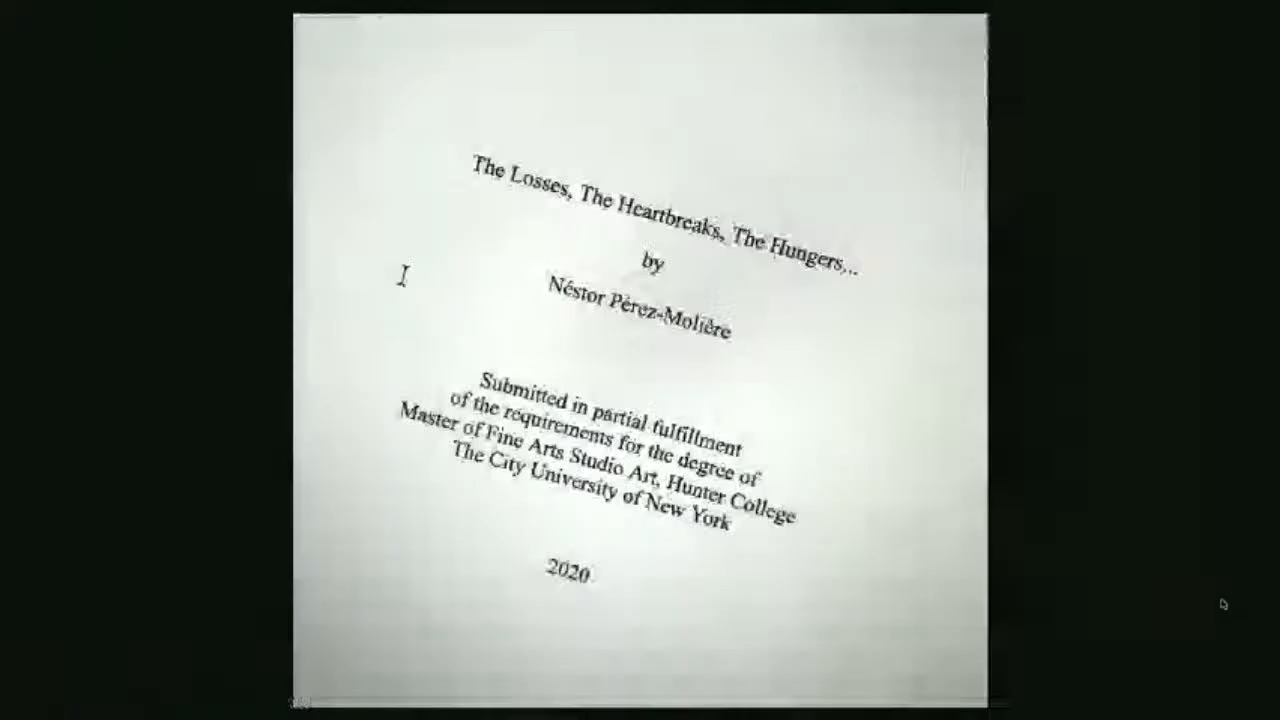 The Losses, The Heartbreaks, The Hungers...
by
Néstor Pérez-Molière
Submitted in partial fulfillment
of the requirements for the degree of
Master of Fine Arts Studio Art, Hunter College
The City University of New York
2020